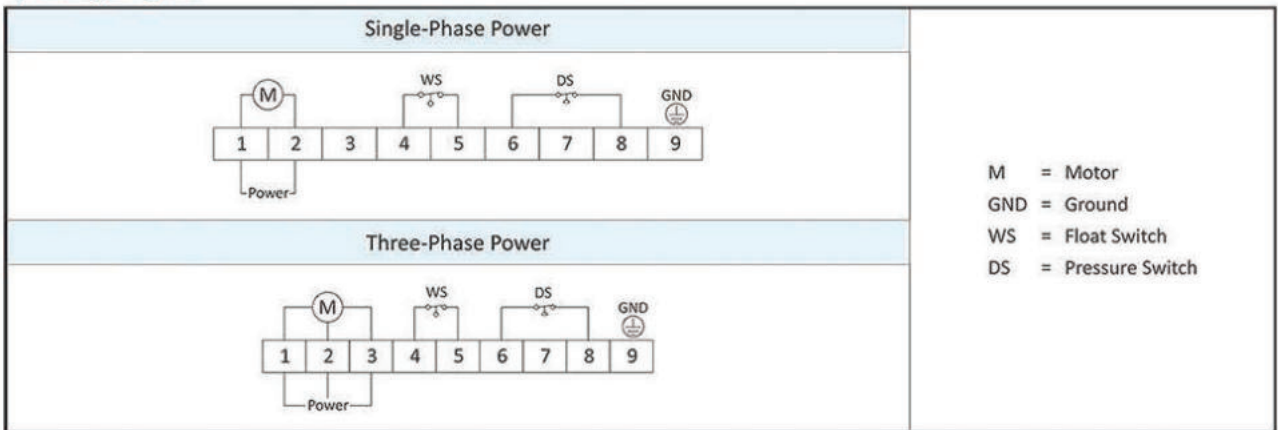 Single-Phase Power
M
WS
DS
GND
1 2 3 4 5 6 7 8 9
Power
Three-Phase Power
M
WS
DS
GND
1 2 3 4 5 6 7 8 9
Power
M = Motor
GND = Ground
WS = Float Switch
DS = Pressure Switch